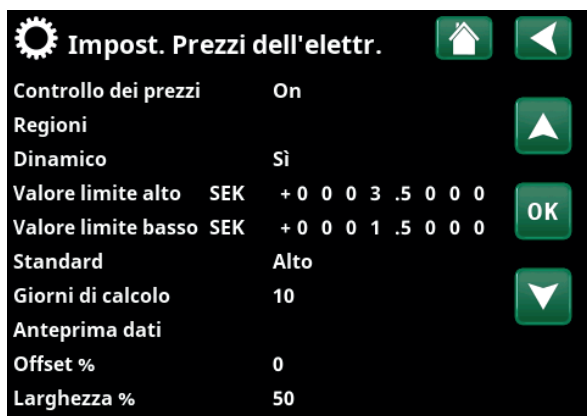 Impost. Prezzi dell'elettr.
Controllo dei prezzi On
Regioni
Dinamico Sì
Valore limite alto SEK +0 0 0 3 .5 0 0 0
OK
Valore limite basso SEK +0 0 0 1 .5 0 0 0
Standard Alto
Giorni di calcolo 10
Anteprima dati
Offset % 0
Larghezza % 50